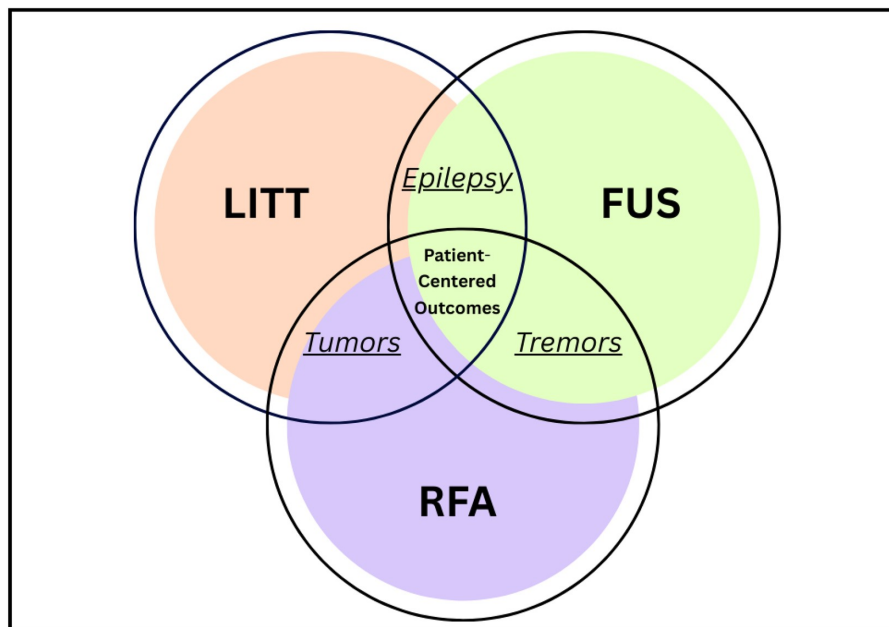 LITT
FUS
Epilepsy
Patient-
Centered
Outcomes
Tumors
Tremors
RFA